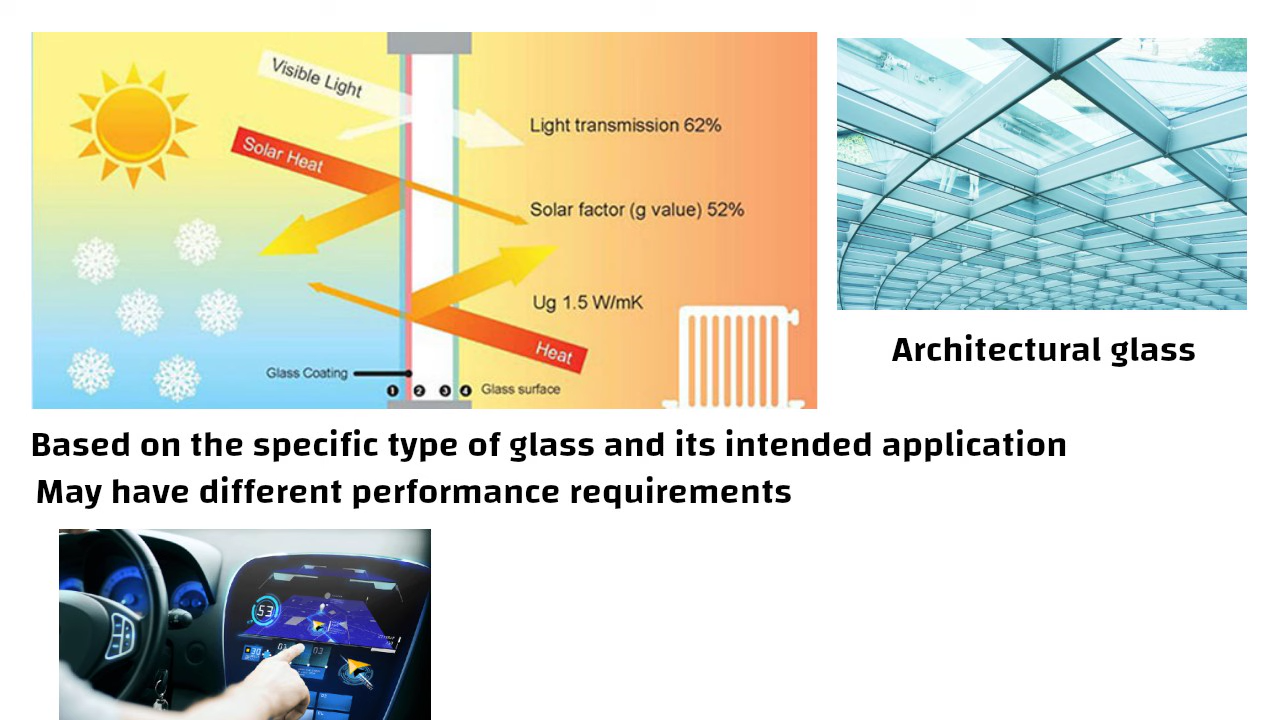 Visible Light
Light transmission 62%
Solar Heat
Solar factor (g value) 52%
Ug 1.5 W/mK
Heat
Glass Coating
1 2 3 4 Glass surface
Architectural glass
Based on the specific type of glass and its intended application
May have different performance requirements
53
30
03